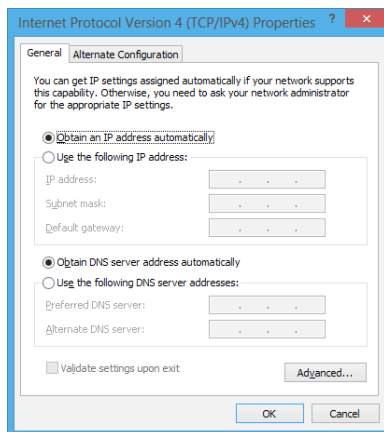 Internet Protocol Version 4 (TCP/IPv4) Properties ? ×
General Alternate Configuration
You can get IP settings assigned automatically if your network supports
this capability. Otherwise, you need to ask your network administrator
for the appropriate IP settings.
Obtain an IP address automatically
Use the following IP address:
IP address: . . .
Subnet mask: . . .
Default gateway: . . .
Obtain DNS server address automatically
Use the following DNS server addresses:
Preferred DNS server: . . .
Alternate DNS server: . . .
Validate settings upon exit
Advanced...
OK Cancel